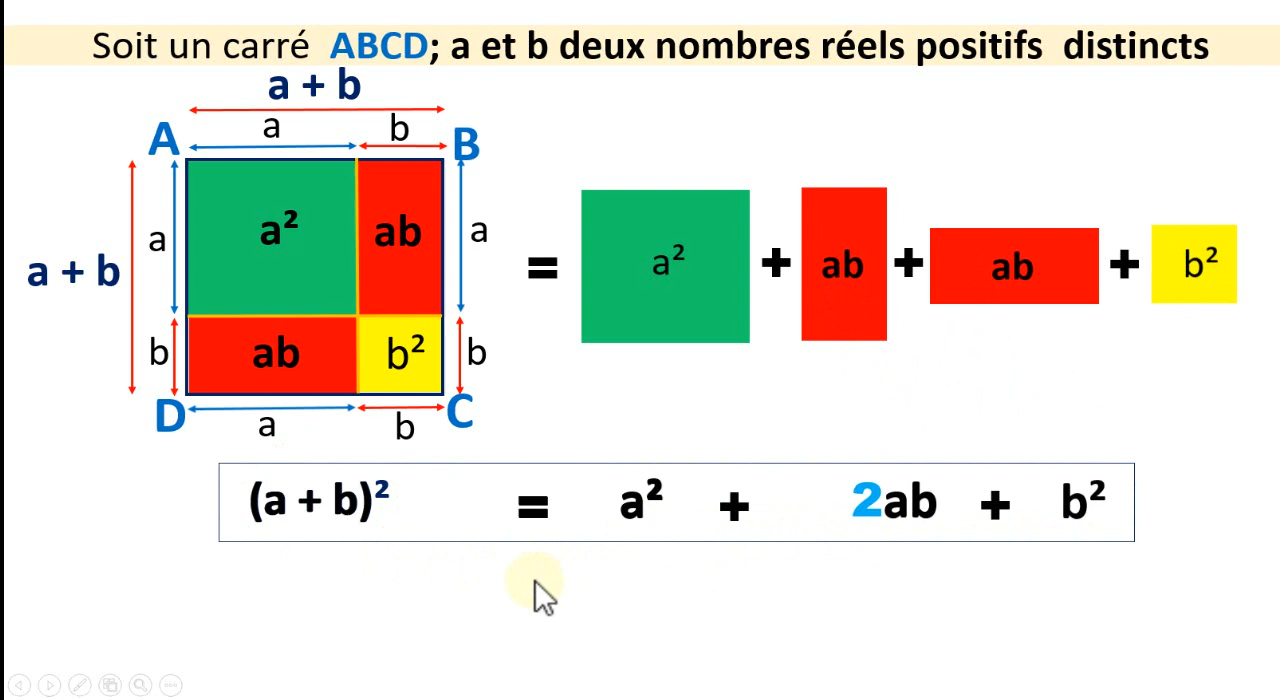 Soit un carré ABCD; a et b deux nombres réels positifs distincts
a + b
a b
A B
a a² ab a
a + b = a² + ab + ab + b²
b ab b² b
D C
a b
(a + b)² = a² + 2ab + b²